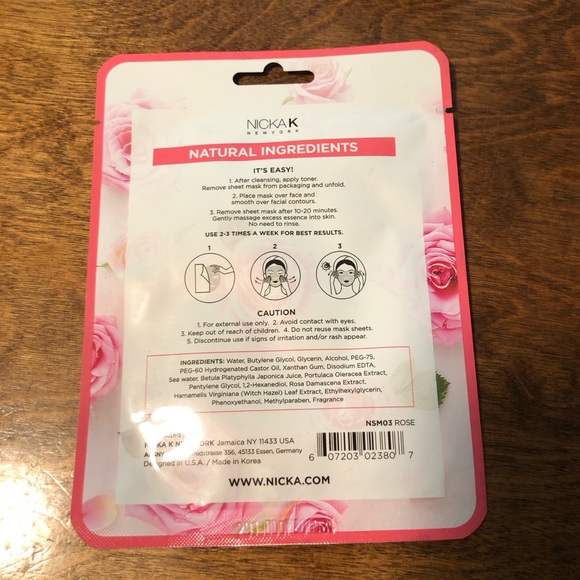 NICKA K
NEW YORK
NATURAL INGREDIENTS
IT'S EASY!
1. After cleansing, apply toner.
Remove sheet mask from packaging and unfold.
2. Place mask over face and
smooth over facial contours.
3. Remove sheet mask after 10-20 minutes.
Gently massage excess essence into skin.
No need to rinse.
USE 2-3 TIMES A WEEK FOR BEST RESULTS.
1 2 3
CAUTION
1. For external use only. 2. Avoid contact with eyes.
3. Keep out of reach of children. 4. Do not reuse mask sheets.
5. Discontinue use if signs of irritation and/or rash appear.
INGREDIENTS: Water, Butylene Glycol, Glycerin, Alcohol, PEG-75,
PEG-60 Hydrogenated Castor Oil, Xanthan Gum, Disodium EDTA,
Sea water, Betula Platyphylla Japonica Juice, Portulaca Oleracea Extract,
Pentylene Glycol, 1,2-Hexanediol, Rosa Damascena Extract,
Hamamelis Virginiana (Witch Hazel) Leaf Extract, Ethylhexylglycerin,
Phenoxyethanol, Methylparaben, Fragrance
NSM03 ROSE
NICKA K NEW YORK Jamaica NY 11433 USA
356, 45133 Essen, Germany
Designed in U.S.A. / Made in Korea
6 07203 02380 7
WWW.NICKA.COM